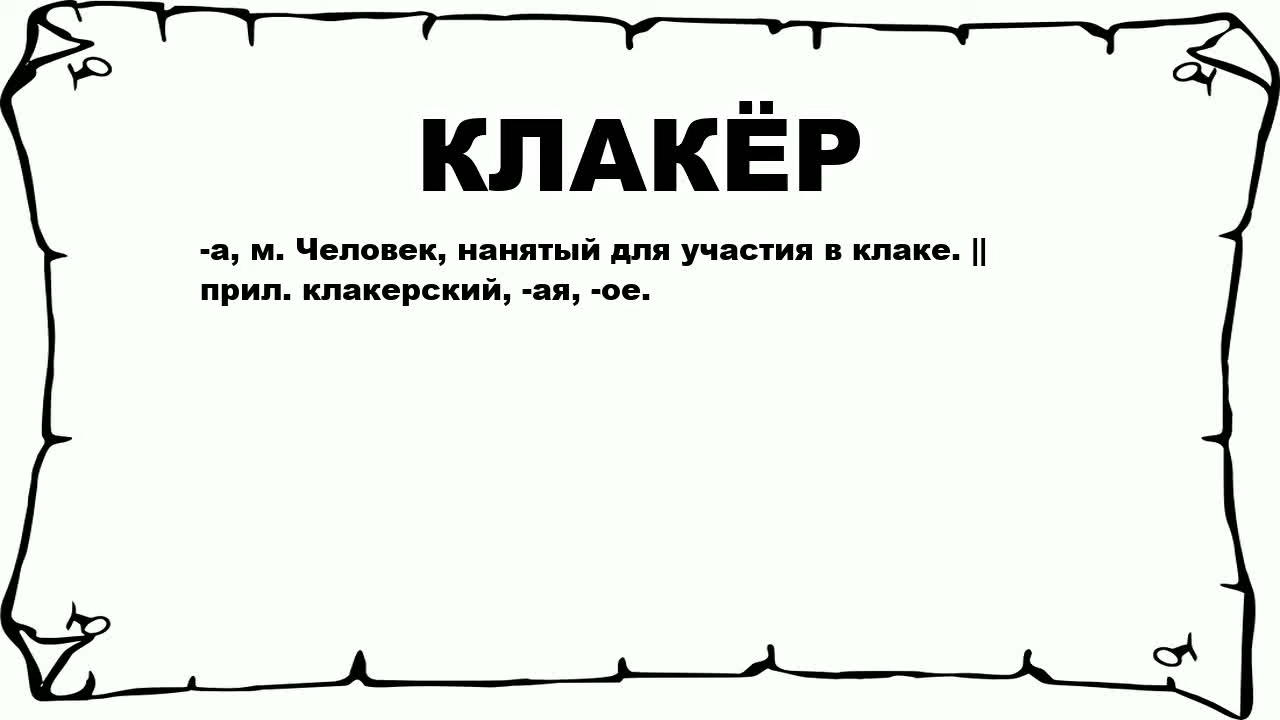 КЛАКЁР
-а, м. Человек, нанятый для участия в клаке. ||
прил. клакерский, -ая, -ое.